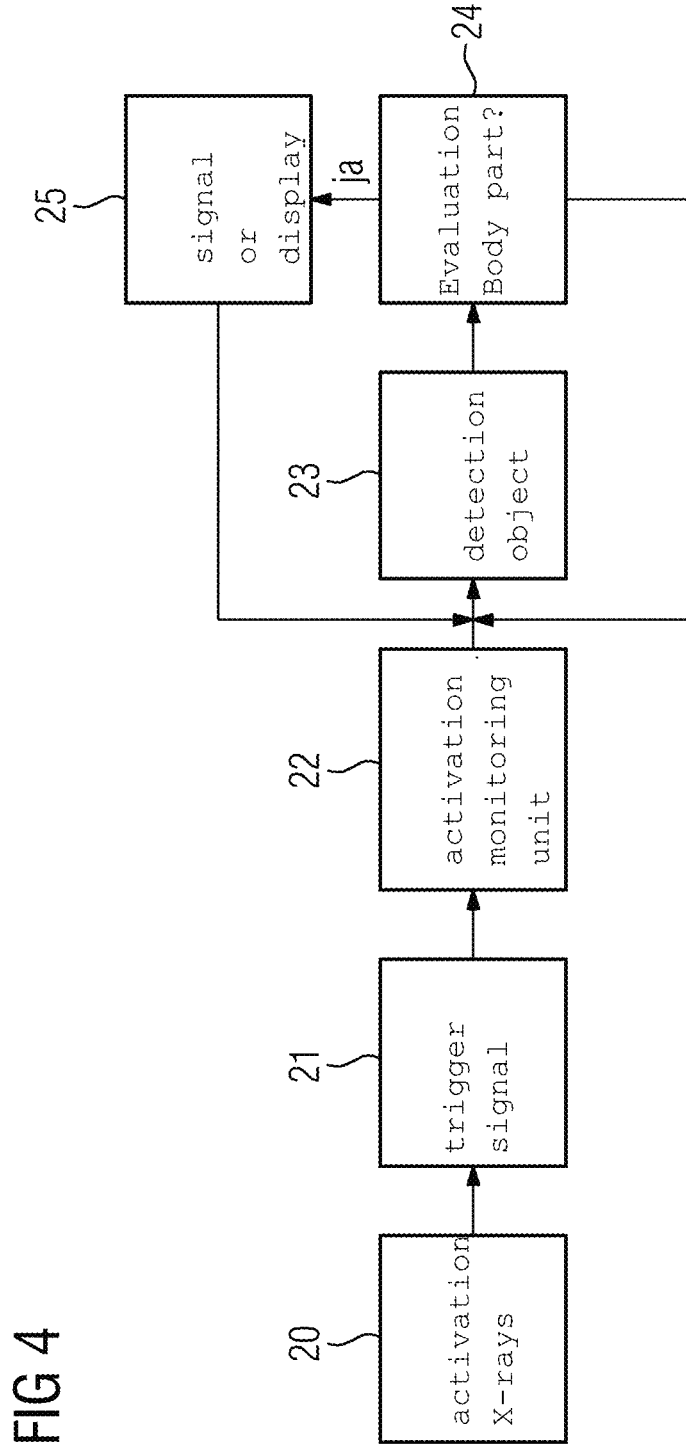 FIG 4
20
activation
X-rays
21
trigger
signal
22
activation
monitoring
unit
23
detection
object
24
Evaluation
Body part?
ja
25
signal
or
display